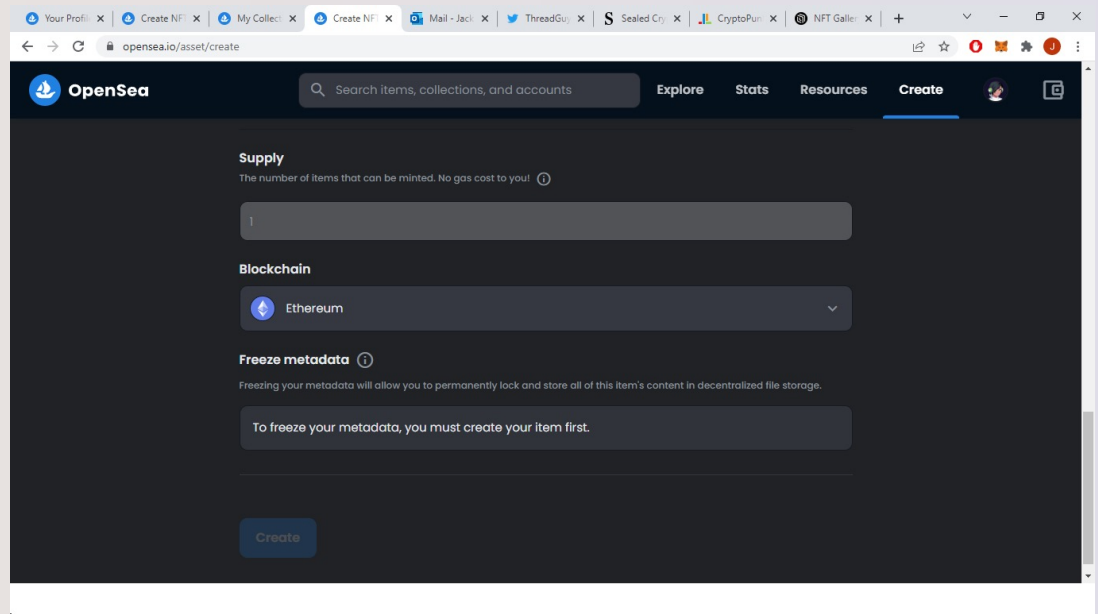 Your Profil
Create NFT
My Collect
Create NFT
Mail - Jack
ThreadGuy
Sealed Cry
CryptoPun
NFT Galler
opensea.io/asset/create
J
OpenSea
Search items, collections, and accounts
Explore
Stats
Resources
Create
Supply
The number of items that can be minted. No gas cost to you!
1
Blockchain
Ethereum
Freeze metadata
Freezing your metadata will allow you to permanently lock and store all of this item's content in decentralized file storage.
To freeze your metadata, you must create your item first.
Create